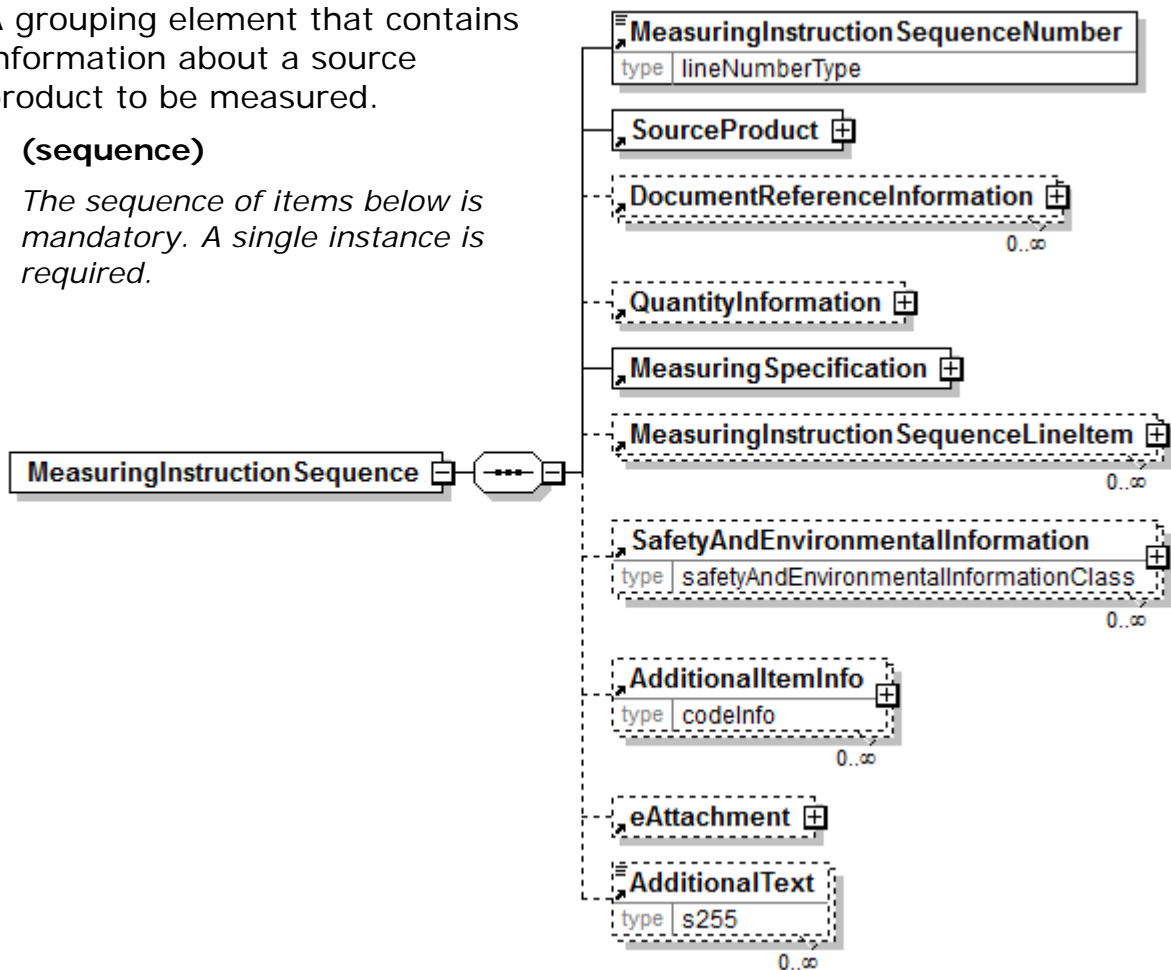 A grouping element that contains
information about a source
product to be measured.
(sequence)
The sequence of items below is
mandatory. A single instance is
required.
MeasuringInstructionSequence
MeasuringInstructionSequenceNumber
type lineNumberType
SourceProduct
DocumentReferenceInformation
0..∞
QuantityInformation
MeasuringSpecification
MeasuringInstructionSequenceLineItem
0..∞
SafetyAndEnvironmentalInformation
type safetyAndEnvironmentalInformationClass
0..∞
AdditionalItemInfo
type codeInfo
0..∞
eAttachment
AdditionalText
type s255
0..∞